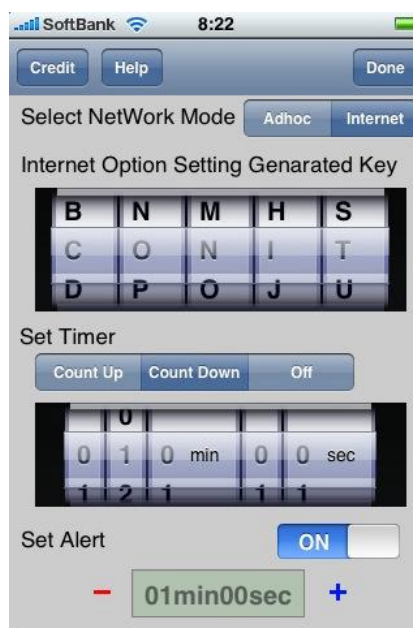 SoftBank 8:22
Credit Help Done
Select NetWork Mode Adhoc Internet
Internet Option Setting Genarated Key
B N M H S
C O N I T
D P O J U
Set Timer
Count Up Count Down Off
0
0 1 0 min 0 0 sec
1 2 1 1 1
Set Alert ON
− 01min00sec +